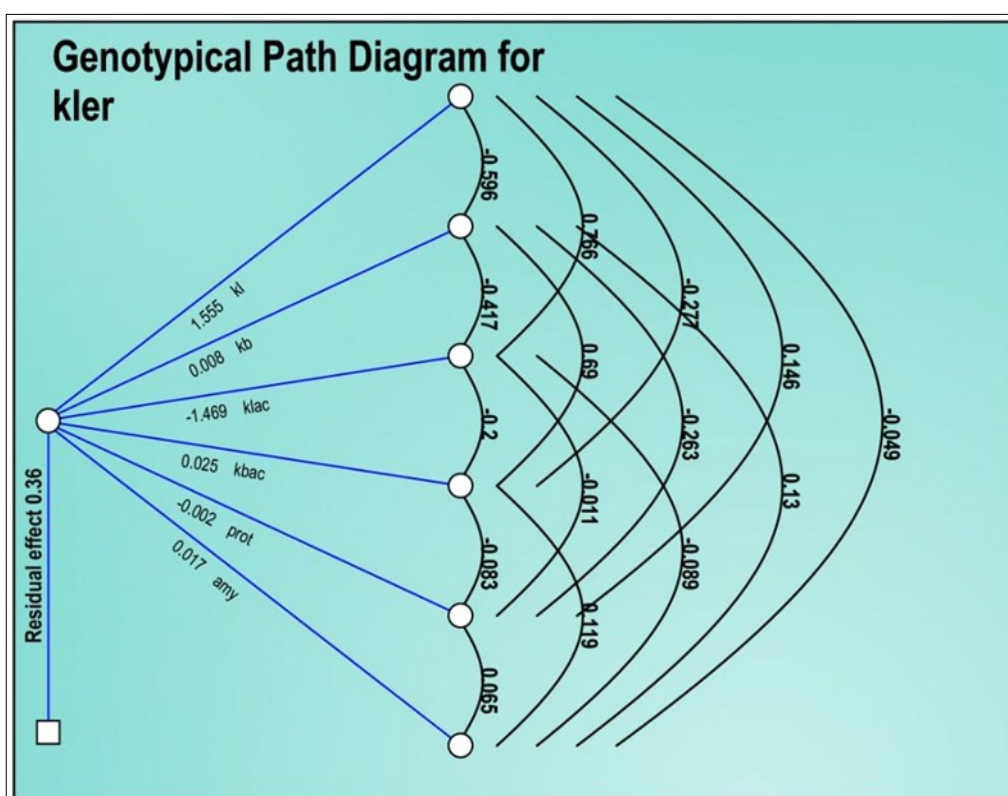 Genotypical Path Diagram for
kler
-0.596
0.766
-0.417
-0.277
1.555 kl
0.008 kb
0.69
0.146
-1.469 klac
-0.2
-0.263
-0.049
0.025 kbac
-0.011
0.13
-0.002 prot
-0.083
-0.089
0.017 amy
0.119
0.065
Residual effect 0.36